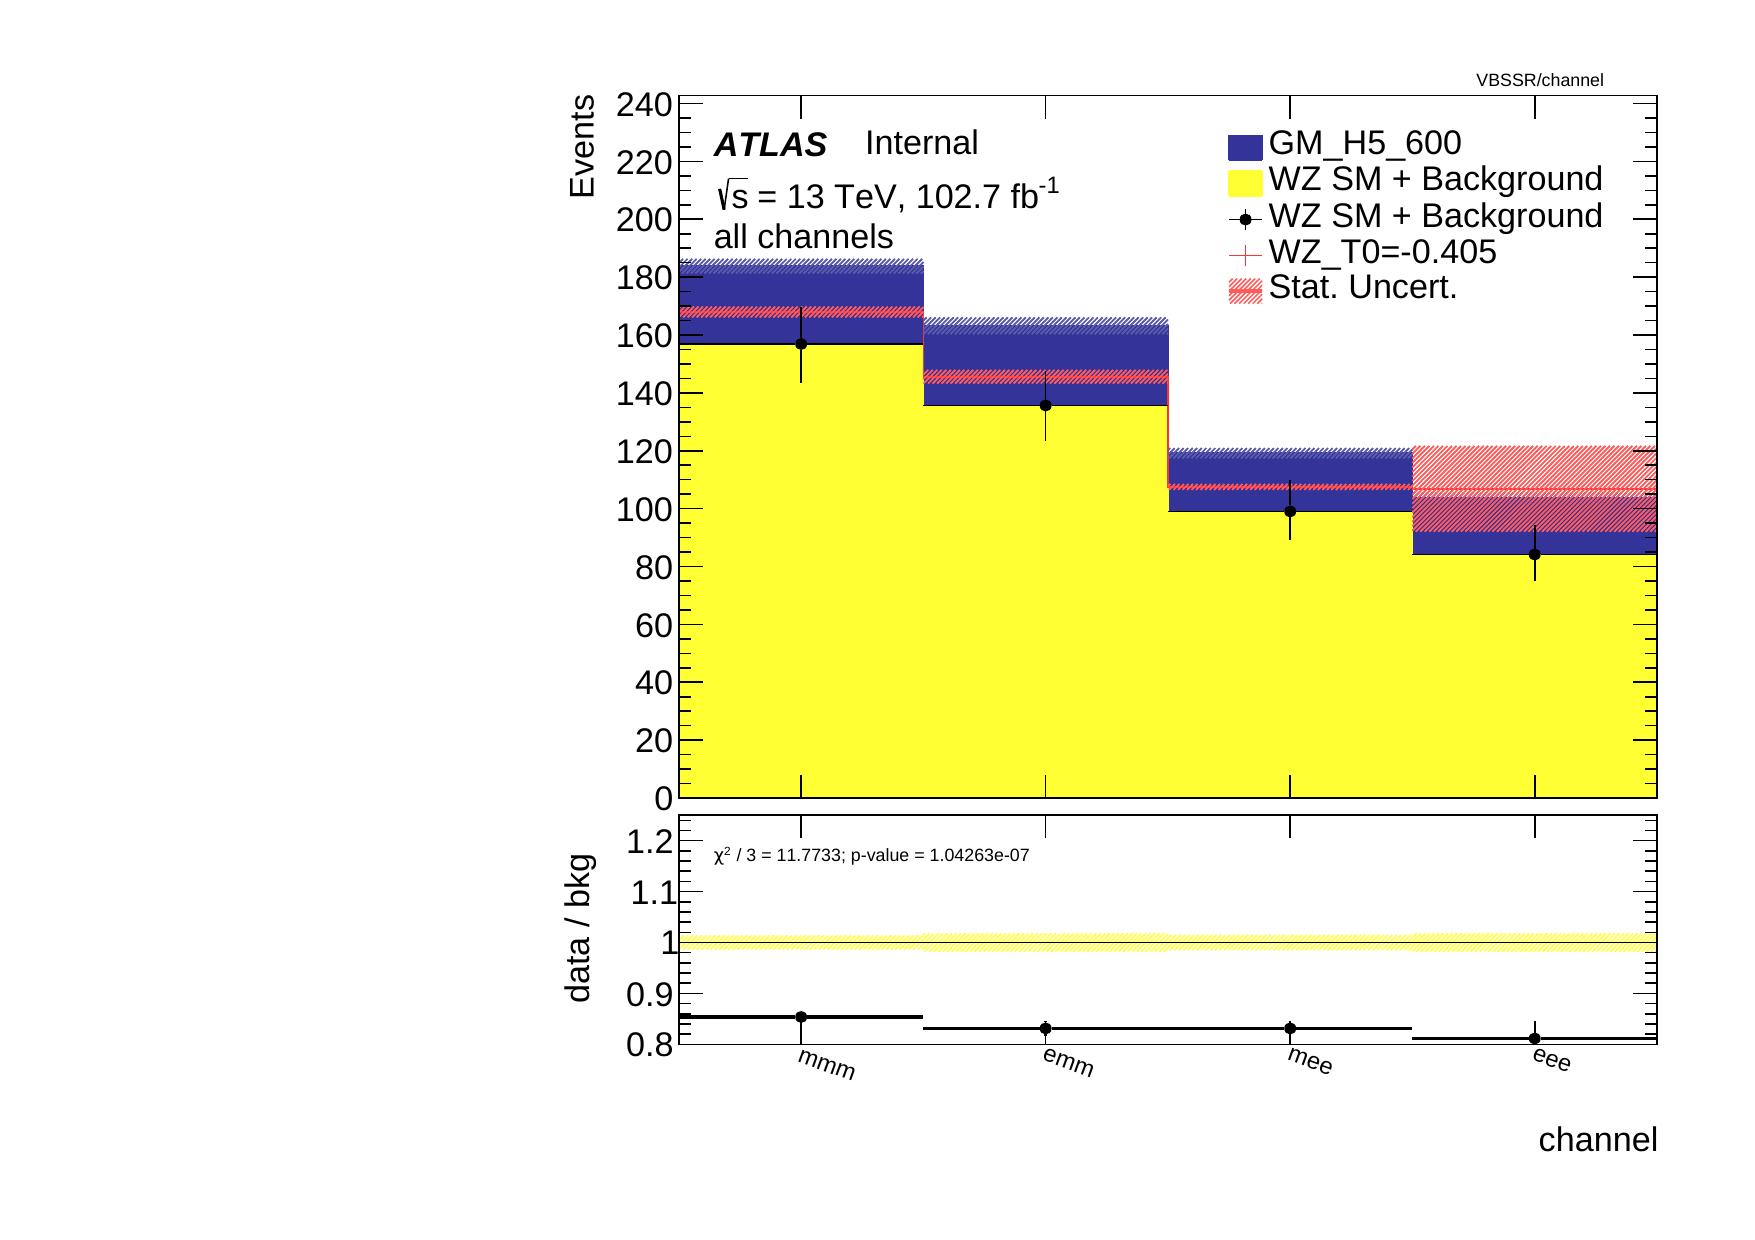 VBSSR/channel
Events
240
220
200
180
160
140
120
100
80
60
40
20
0
ATLAS Internal
√s = 13 TeV, 102.7 fb-1
all channels
GM_H5_600
WZ SM + Background
WZ SM + Background
WZ_T0=-0.405
Stat. Uncert.
data / bkg
1.2
1.1
1
0.9
0.8
χ² / 3 = 11.7733; p-value = 1.04263e-07
mmm
emm
mee
eee
channel